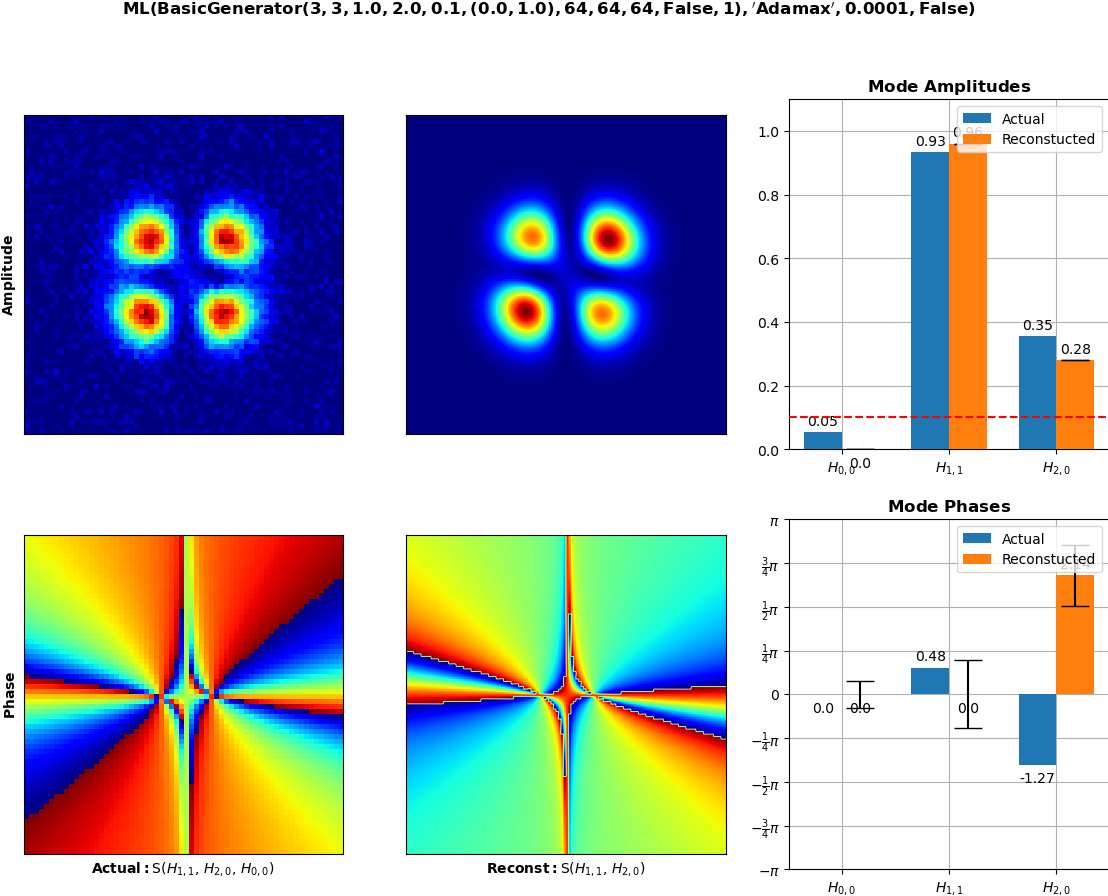 ML(BasicGenerator(3, 3, 1.0, 2.0, 0.1, (0.0, 1.0), 64, 64, 64, False, 1), ′Adamax′, 0.0001, False)
Mode Amplitudes
Actual
Reconstucted
1.0
0.8
0.6
0.4
0.2
0.0
0.93
0.96
0.35
0.28
0.05
0.0
H0,0
H1,1
H2,0
Amplitude
Mode Phases
Actual
Reconstucted
π
3/4π
1/2π
1/4π
0
−1/4π
−1/2π
−3/4π
−π
0.48
0.0
0.0
0.0
-1.27
H0,0
H1,1
H2,0
Phase
Actual: S(H1,1, H2,0, H0,0)
Reconst: S(H1,1, H2,0)